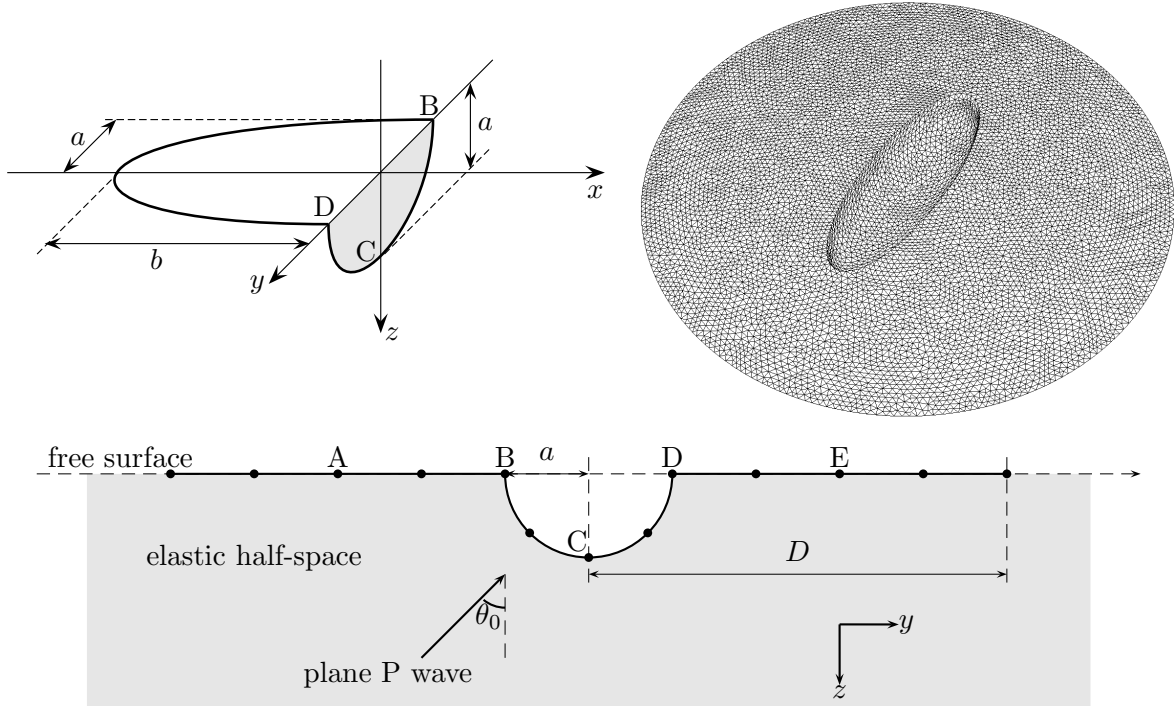 B
a
a
x
D
C
b
y
z
free surface
A
B
a
D
E
C
elastic half-space
D
θ0
y
plane P wave
z